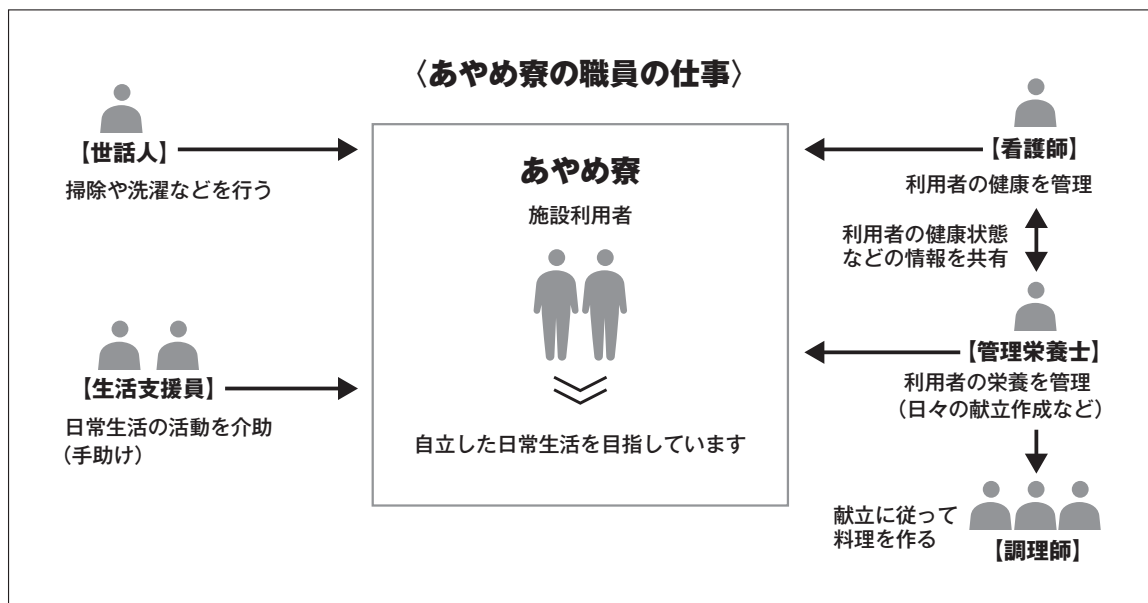 〈あやめ寮の職員の仕事〉
【世話人】
掃除や洗濯などを行う
【生活支援員】
日常生活の活動を介助
（手助け）
あやめ寮
施設利用者
自立した日常生活を目指しています
【看護師】
利用者の健康を管理
利用者の健康状態
などの情報を共有
【管理栄養士】
利用者の栄養を管理
（日々の献立作成など）
献立に従って
料理を作る
【調理師】